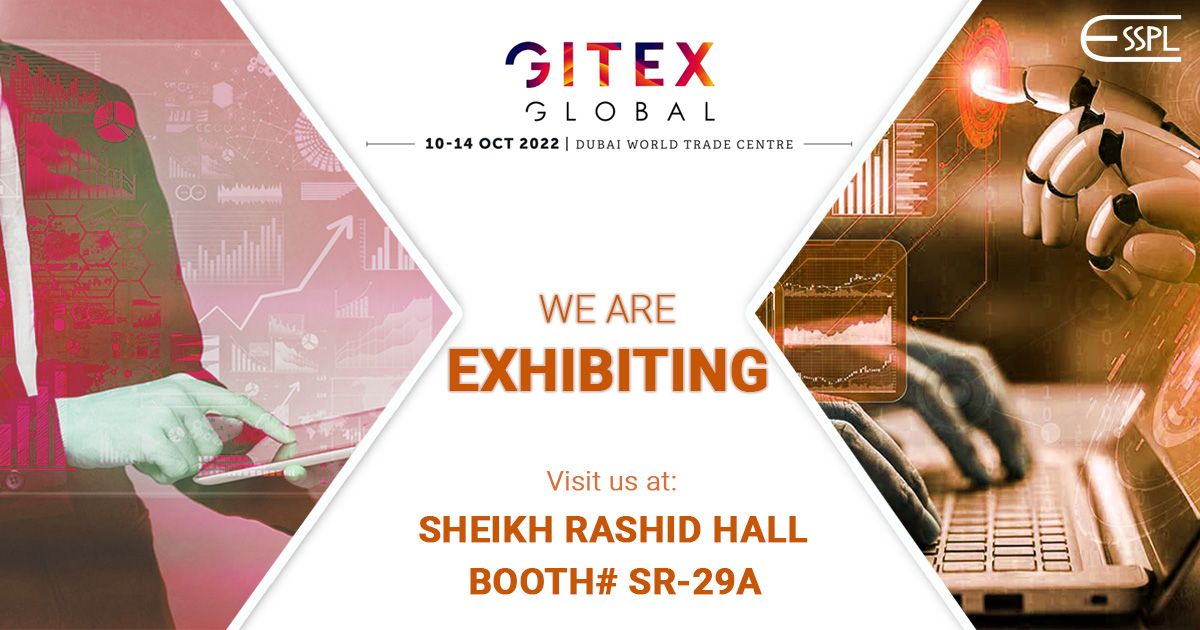 ESSPL
GITEX
GLOBAL
10-14 OCT 2022 | DUBAI WORLD TRADE CENTRE
WE ARE
EXHIBITING
Visit us at:
SHEIKH RASHID HALL
BOOTH# SR-29A